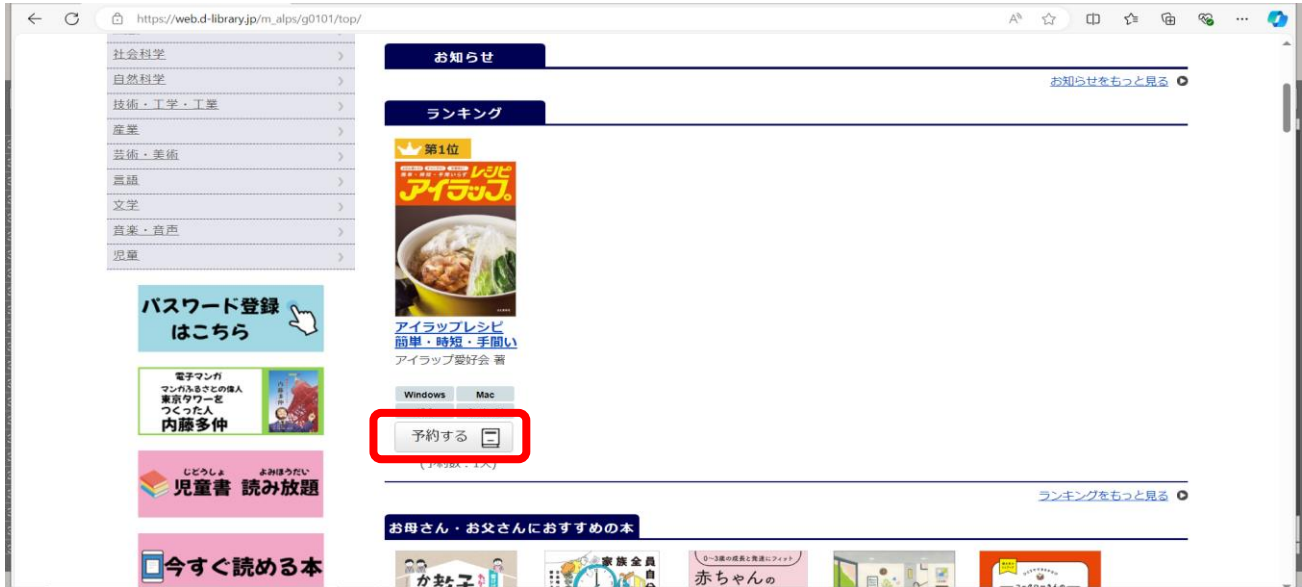 https://web.d-library.jp/m_alps/g0101/top/
社会科学
自然科学
技術・工学・工業
産業
芸術・美術
言語
文学
音楽・音声
児童
パスワード登録
はこちら
電子マンガ
マンガふるさとの偉人
東京タワーを
つくった人
内藤多仲
じどうしょ よみほうだい
児童書 読み放題
今すぐ読める本
お知らせ
お知らせをもっと見る
ランキング
第1位
レシピ
アイラップ。
アイラップレシピ
簡単・時短・手間い
アイラップ愛好会 著
Windows Mac
予約する
(予約数:1人)
ランキングをもっと見る
お母さん・お父さんにおすすめの本
家族全員
0~3歳の成長と発達にフィット
赤ちゃんの